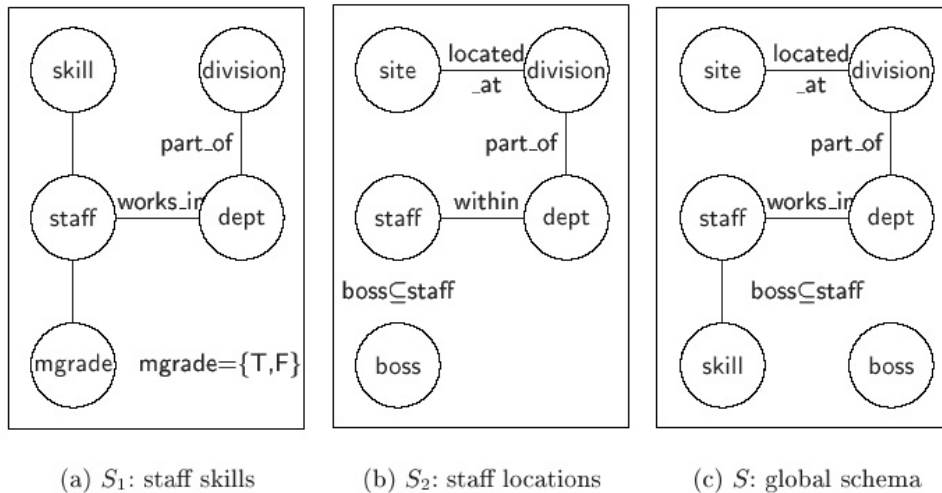 skill
division
part_of
staff
works_in
dept
mgrade
mgrade={T,F}
(a) S₁: staff skills
site
located
_at
division
part_of
staff
within
dept
boss⊆staff
boss
(b) S₂: staff locations
site
located
_at
division
part_of
staff
works_in
dept
boss⊆staff
skill
boss
(c) S: global schema